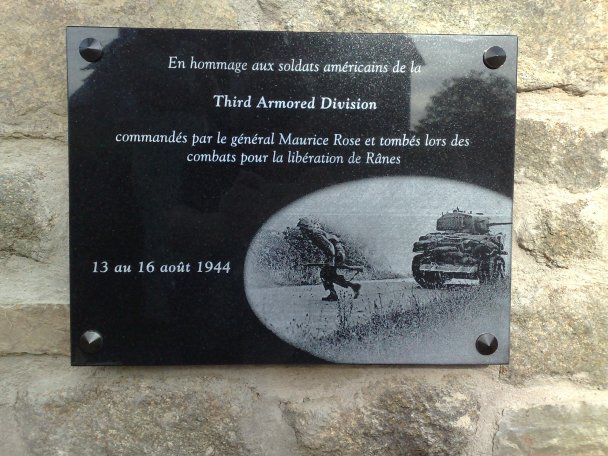 En hommage aux soldats américains de la
Third Armored Division
commandés par le général Maurice Rose et tombés lors des
combats pour la libération de Rânes
13 au 16 août 1944